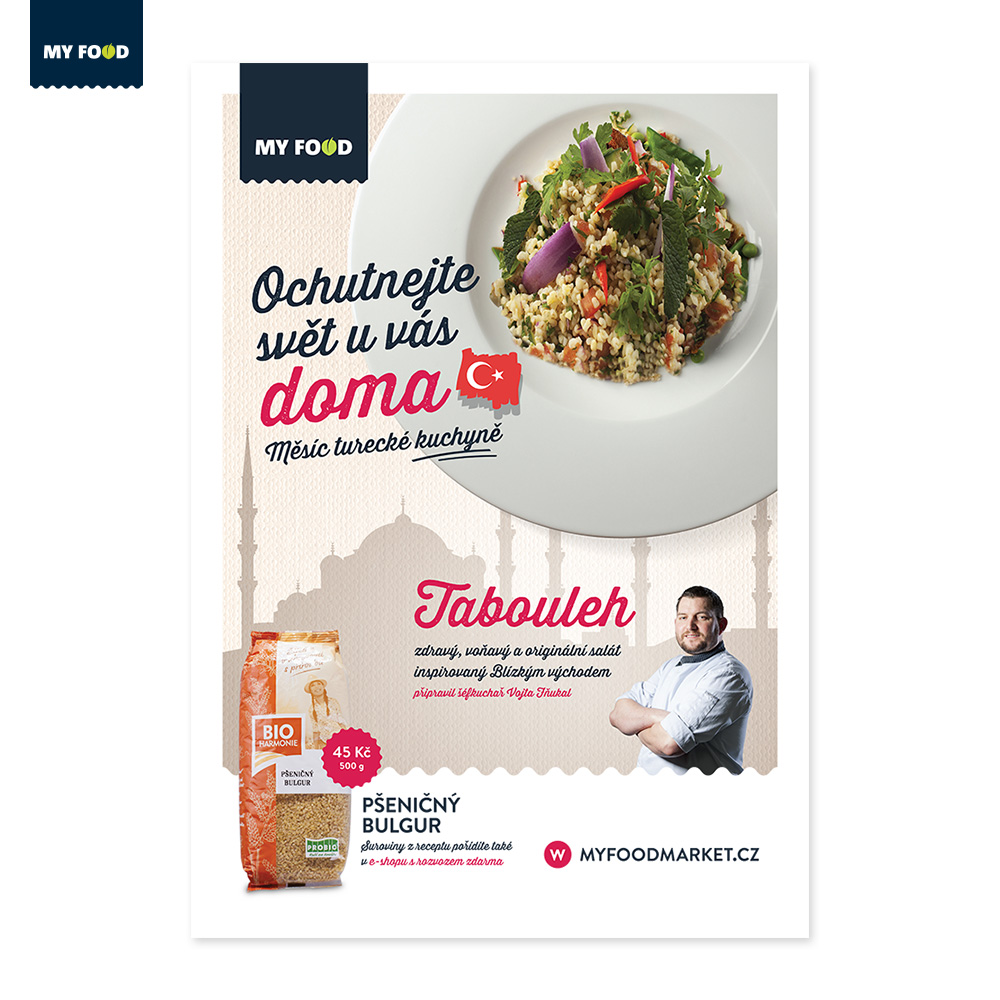 MY FOOD
MY FOOD
Ochutnejte
svět u vás
doma
Měsíc turecké kuchyně
Tabouleh
zdravý, voňavý a originální salát
inspirovaný Blízkým východem
připravil šéfkuchař Vojta Tňukal
BIO
HARMONIE
45 Kč
500 g
PŠENIČNÝ
BULGUR
PROBIO
PŠENIČNÝ
BULGUR
Suroviny z receptu pořídíte také
v e-shopu s rozvozem zdarma
W MYFOODMARKET.CZ